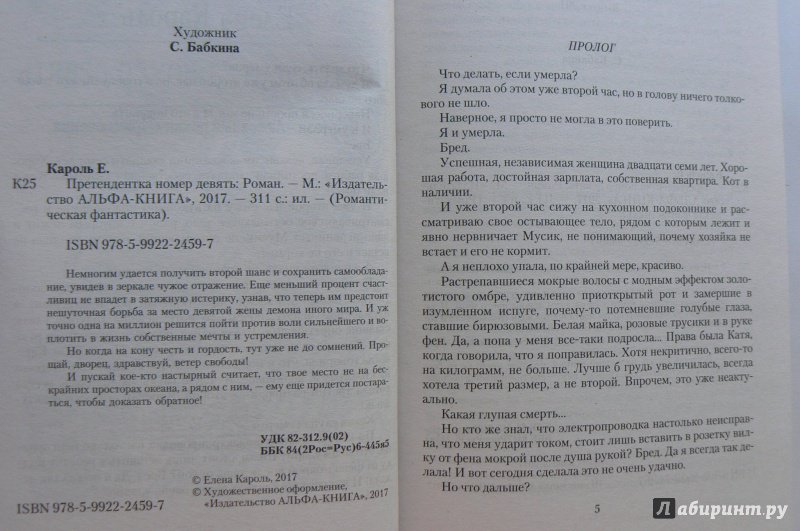 Художник
С. Бабкина
Кароль Е.
К25 Претендентка номер девять: Роман. — М.: «Издатель-
ство АЛЬФА-КНИГА», 2017. — 311 с.: ил. — (Романти-
ческая фантастика).
ISBN 978-5-9922-2459-7
Немногим удается получить второй шанс и сохранить самооблада-
ние, увидев в зеркале чужое отражение. Еще меньший процент счаст-
ливиц не впадет в затяжную истерику, узнав, что теперь им предстоит
нешуточная борьба за место девятой жены демона иного мира. И уж
точно одна на миллион решится пойти против воли сильнейшего и во-
плотить в жизнь собственные мечты и устремления.
Но когда на кону честь и гордость, тут уже не до сомнений. Про-
щай, дворец, здравствуй, ветер свободы!
И пускай кое-кто настырный считает, что твое место не на бес-
крайних просторах океана, а рядом с ним, — ему еще придется постара-
ться, чтобы доказать обратное!
УДК 82-312.9(02)
ББК 84(2Рос=Рус)6-445я5
© Елена Кароль, 2017
© Художественное оформление,
«Издательство АЛЬФА-КНИГА», 2017
ISBN 978-5-9922-2459-7
ПРОЛОГ
Что делать, если умерла?
Я думала об этом уже второй час, но в голову ничего толко-
вого не шло.
Наверное, я просто не могла в это поверить.
Я и умерла.
Бред.
Успешная, независимая женщина двадцати семи лет. Хоро-
шая работа, достойная зарплата, собственная квартира. Кот в
наличии.
И уже второй час сижу на кухонном подоконнике и рас-
сматриваю свое остывающее тело, рядом с которым лежит и
явно нервничает Мусик, не понимающий, почему хозяйка не
встает и его не кормит.
А я неплохо упала, по крайней мере, красиво.
Растрепавшиеся мокрые волосы с модным эффектом золо-
тистого омбре, удивленно приоткрытый рот и замершие в
изумленном испуге, почему-то потемневшие голубые глаза,
ставшие бирюзовыми. Белая майка, розовые трусики и в руке
фен. Да, а попа у меня все-таки подросла... Права была Катя,
когда говорила, что я поправилась. Хотя некритично, всего-то
на килограмм, не больше. Лучше б грудь увеличилась, всегда
хотела третий размер, а не второй. Впрочем, это уже неакту-
ально.
Какая глупая смерть...
Но кто же знал, что электропроводка настолько неисправ-
на, что меня ударит током, стоит лишь вставить в розетку вил-
ку от фена мокрой после душа рукой? Бред. Да я всегда так де-
лала! И вот сегодня сделала это не очень удачно.
Но что дальше?
5
Лабиринт.ру